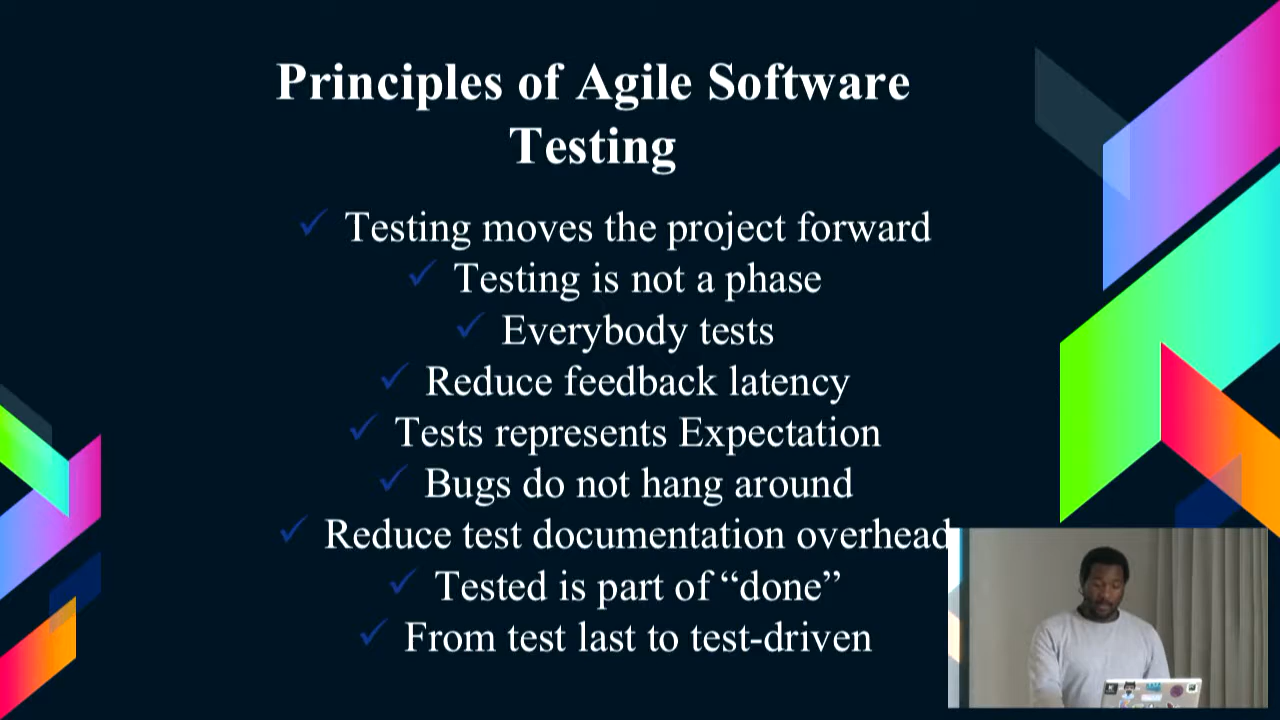 Principles of Agile Software
Testing
✓ Testing moves the project forward
✓ Testing is not a phase
✓ Everybody tests
✓ Reduce feedback latency
✓ Tests represents Expectation
✓ Bugs do not hang around
✓ Reduce test documentation overhead
✓ Tested is part of “done”
✓ From test last to test-driven